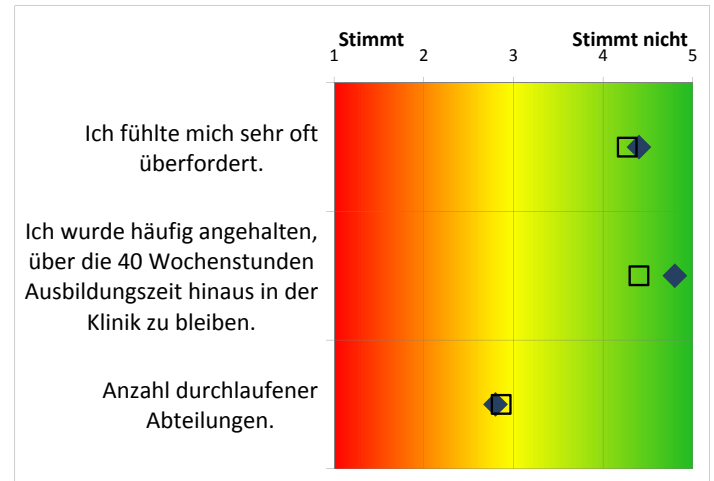 Stimmt Stimmt nicht
1 2 3 4 5
Ich fühlte mich sehr oft
überfordert.
Ich wurde häufig angehalten,
über die 40 Wochenstunden
Ausbildungszeit hinaus in der
Klinik zu bleiben.
Anzahl durchlaufener
Abteilungen.